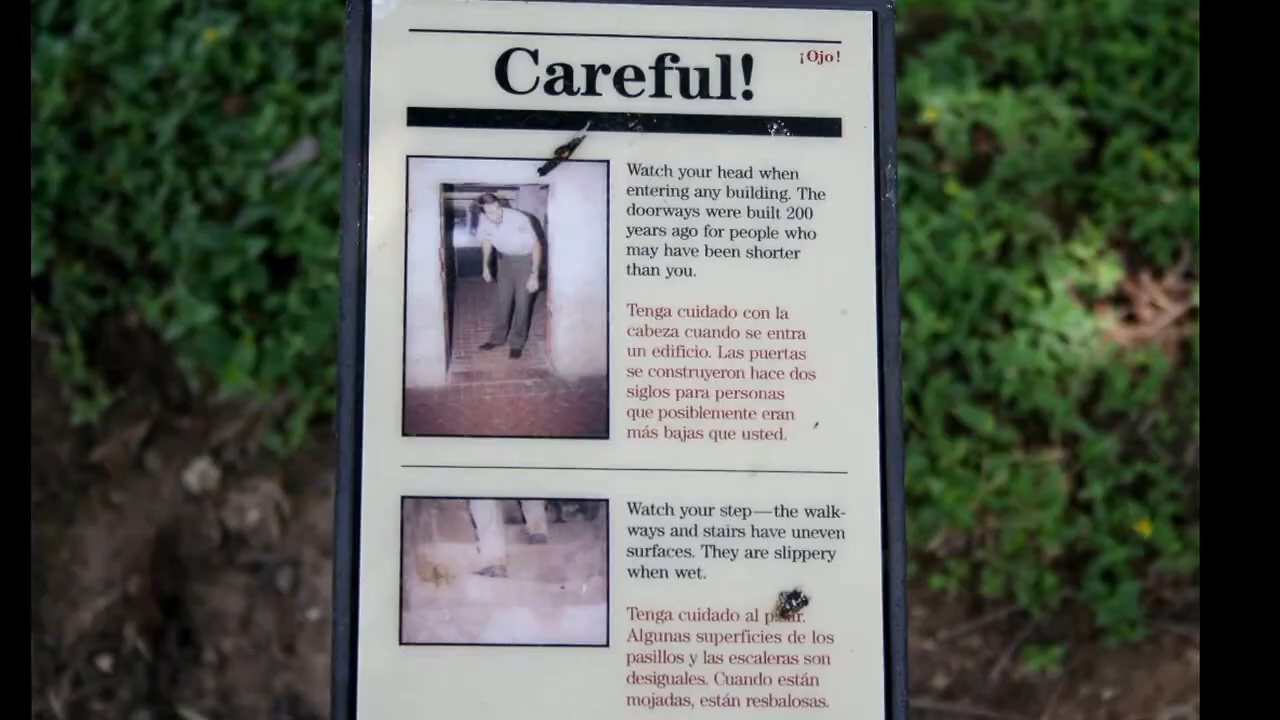 Careful!
¡Ojo!
Watch your head when
entering any building. The
doorways were built 200
years ago for people who
may have been shorter
than you.
Tenga cuidado con la
cabeza cuando se entra
un edificio. Las puertas
se construyeron hace dos
siglos para personas
que posiblemente eran
más bajas que usted.
Watch your step—the walk-
ways and stairs have uneven
surfaces. They are slippery
when wet.
Tenga cuidado al
Algunas superficies de los
pasillos y las escaleras son
desiguales. Cuando están
mojadas, están resbalosas.